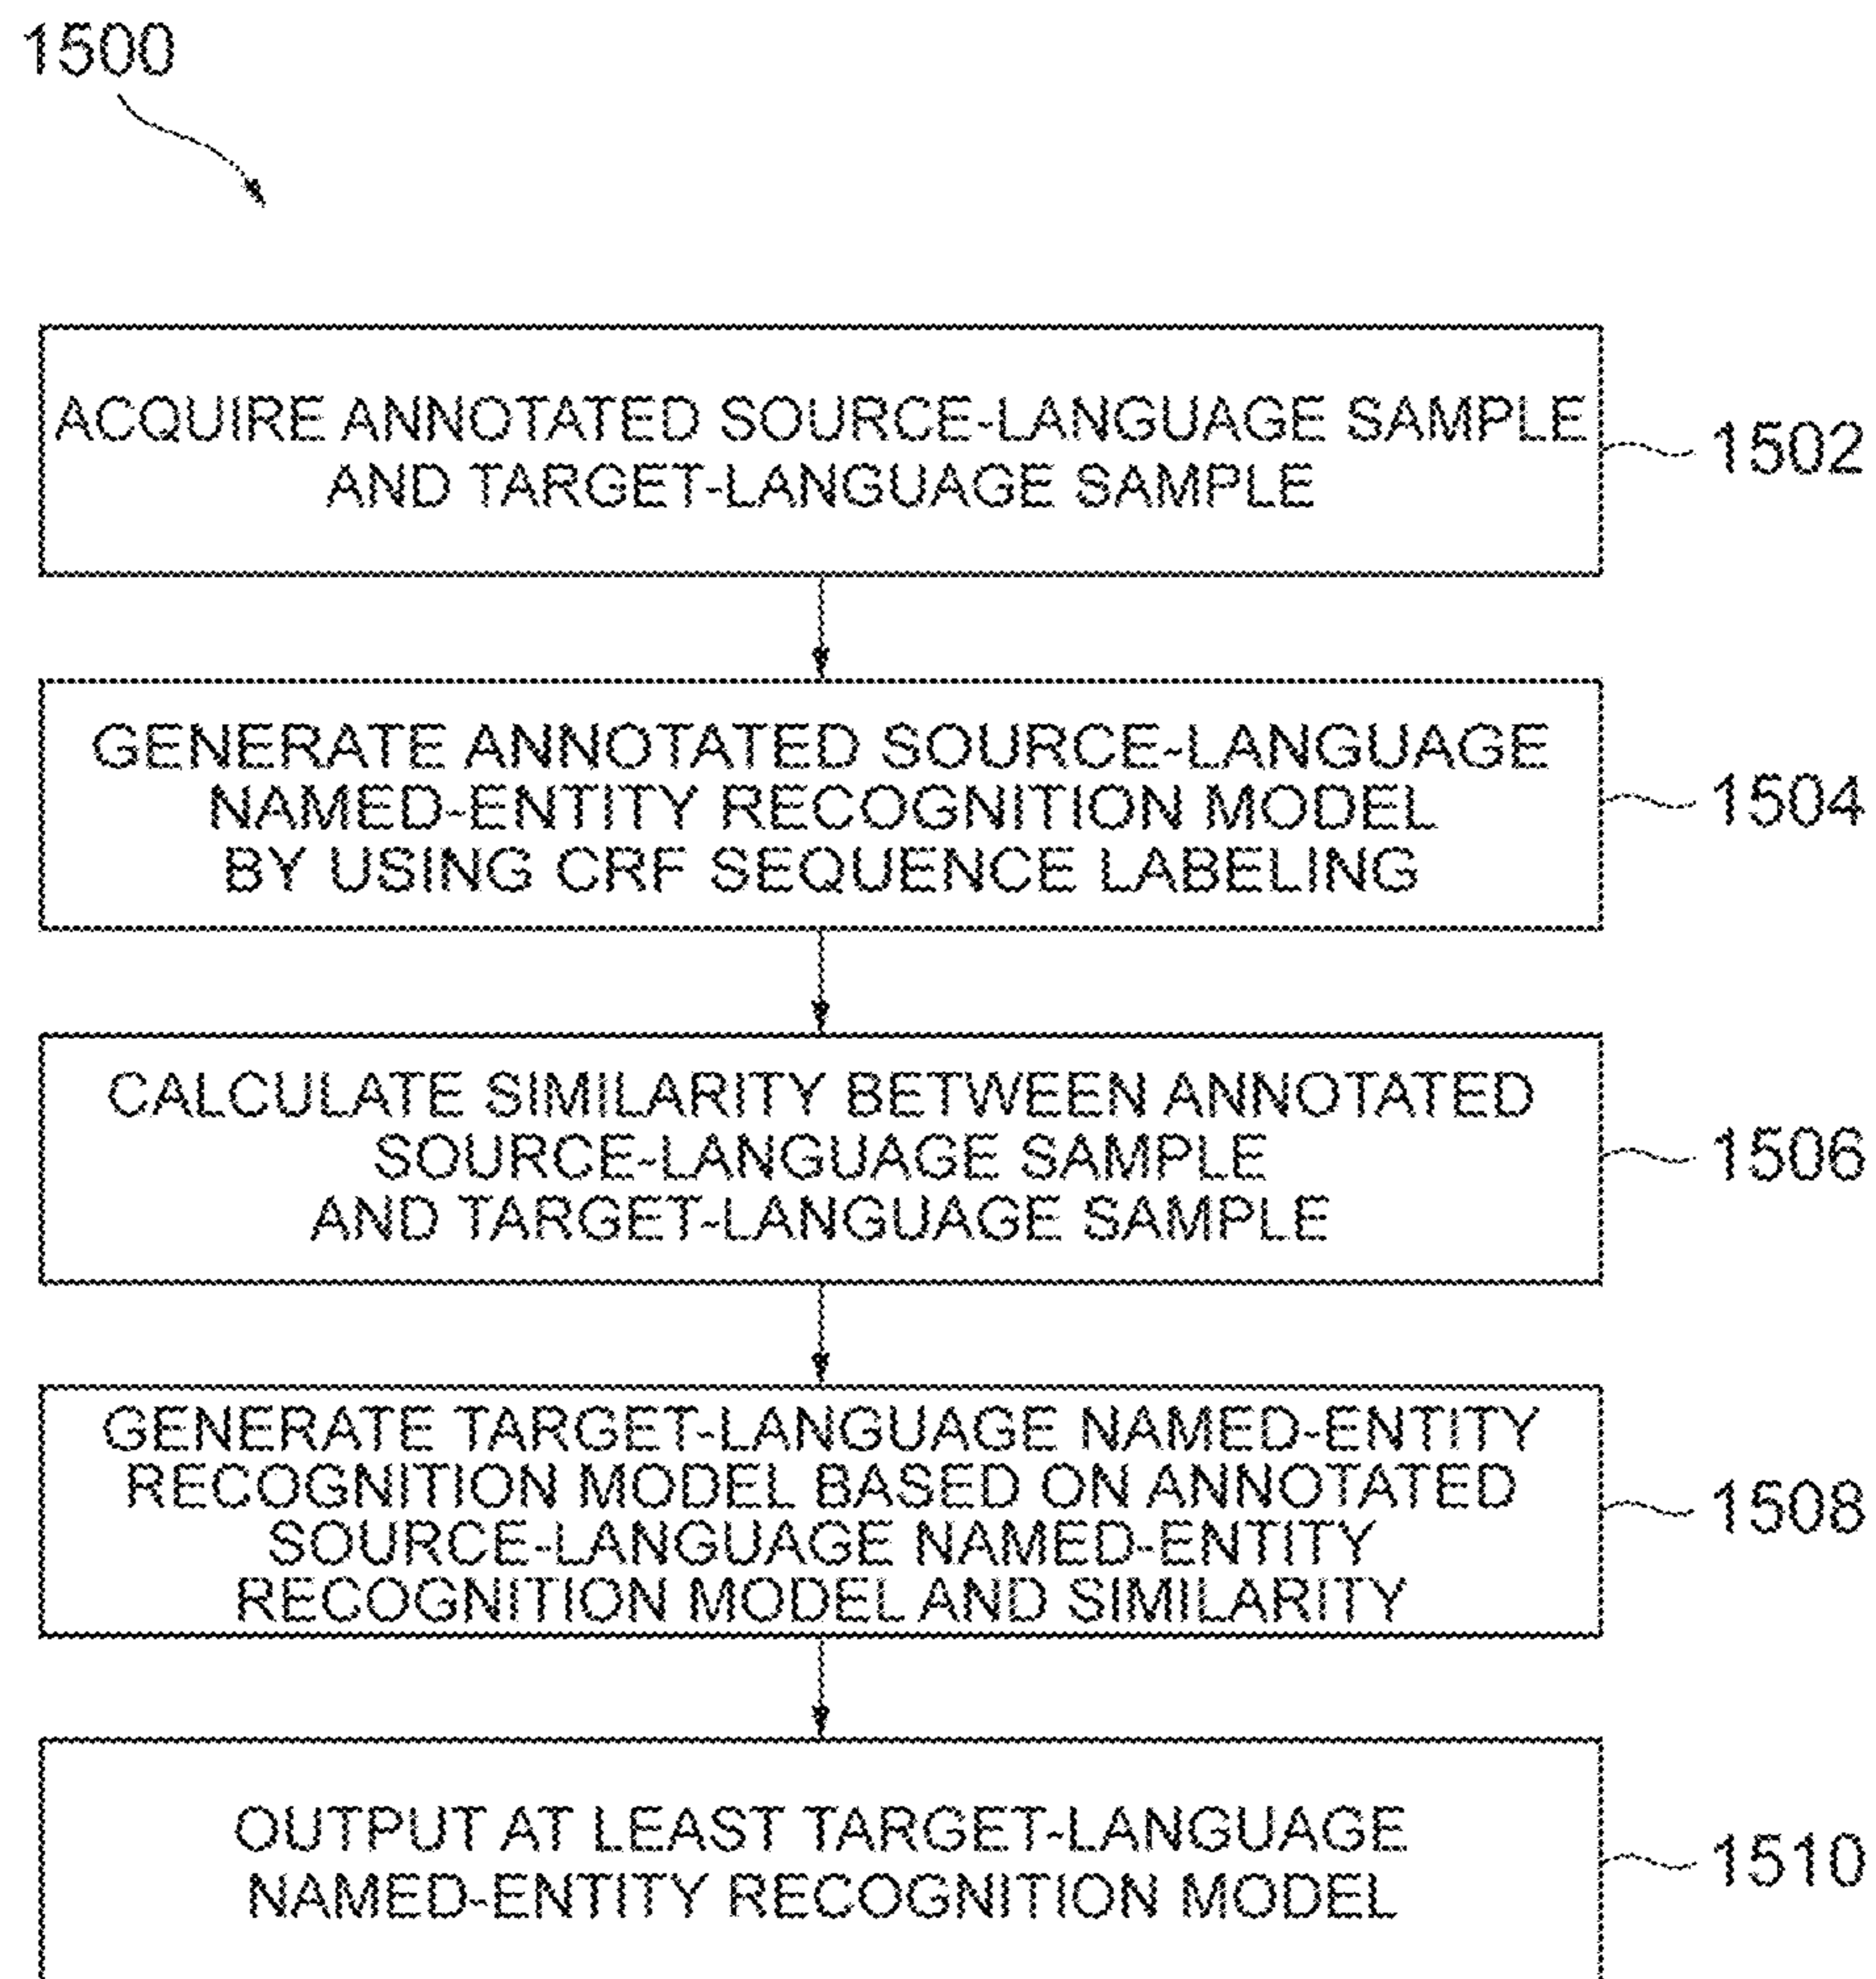 1500
ACQUIRE ANNOTATED SOURCE-LANGUAGE SAMPLE
AND TARGET-LANGUAGE SAMPLE
1502
GENERATE ANNOTATED SOURCE-LANGUAGE
NAMED-ENTITY RECOGNITION MODEL
BY USING CRF SEQUENCE LABELING
1504
CALCULATE SIMILARITY BETWEEN ANNOTATED
SOURCE-LANGUAGE SAMPLE
AND TARGET-LANGUAGE SAMPLE
1506
GENERATE TARGET-LANGUAGE NAMED-ENTITY
RECOGNITION MODEL BASED ON ANNOTATED
SOURCE-LANGUAGE NAMED-ENTITY
RECOGNITION MODEL AND SIMILARITY
1508
OUTPUT AT LEAST TARGET-LANGUAGE
NAMED-ENTITY RECOGNITION MODEL
1510